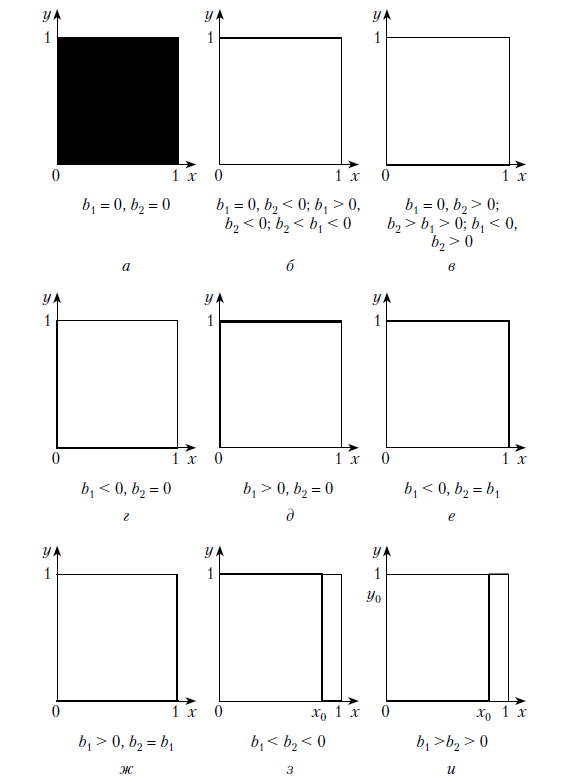 y y y
1 1 1
0 1 x 0 1 x 0 1 x
b₁ = 0, b₂ = 0 b₁ = 0, b₂ < 0; b₁ > 0, b₁ = 0, b₂ > 0;
b₂ < 0; b₂ < b₁ < 0 b₂ > b₁ > 0; b₁ < 0,
b₂ > 0
а б в
y y y
1 1 1
0 1 x 0 1 x 0 1 x
b₁ < 0, b₂ = 0 b₁ > 0, b₂ = 0 b₁ < 0, b₂ = b₁
г д е
y y y
1 1 1
y₀
0 1 x 0 x₀ 1 x 0 x₀ 1 x
b₁ > 0, b₂ = b₁ b₁ < b₂ < 0 b₁ >b₂ > 0
ж з и